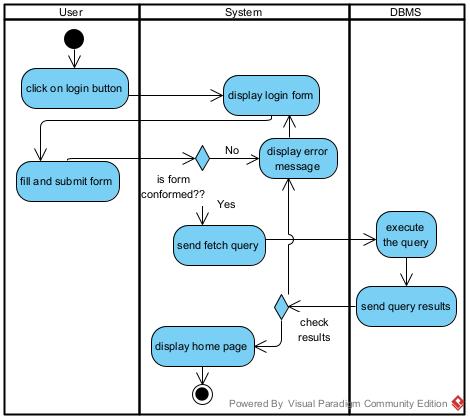 User
System
DBMS
click on login button
display login form
display error
message
No
fill and submit form
is form
conformed??
Yes
send fetch query
execute
the query
send query results
check
results
display home page
Powered By Visual Paradigm Community Edition